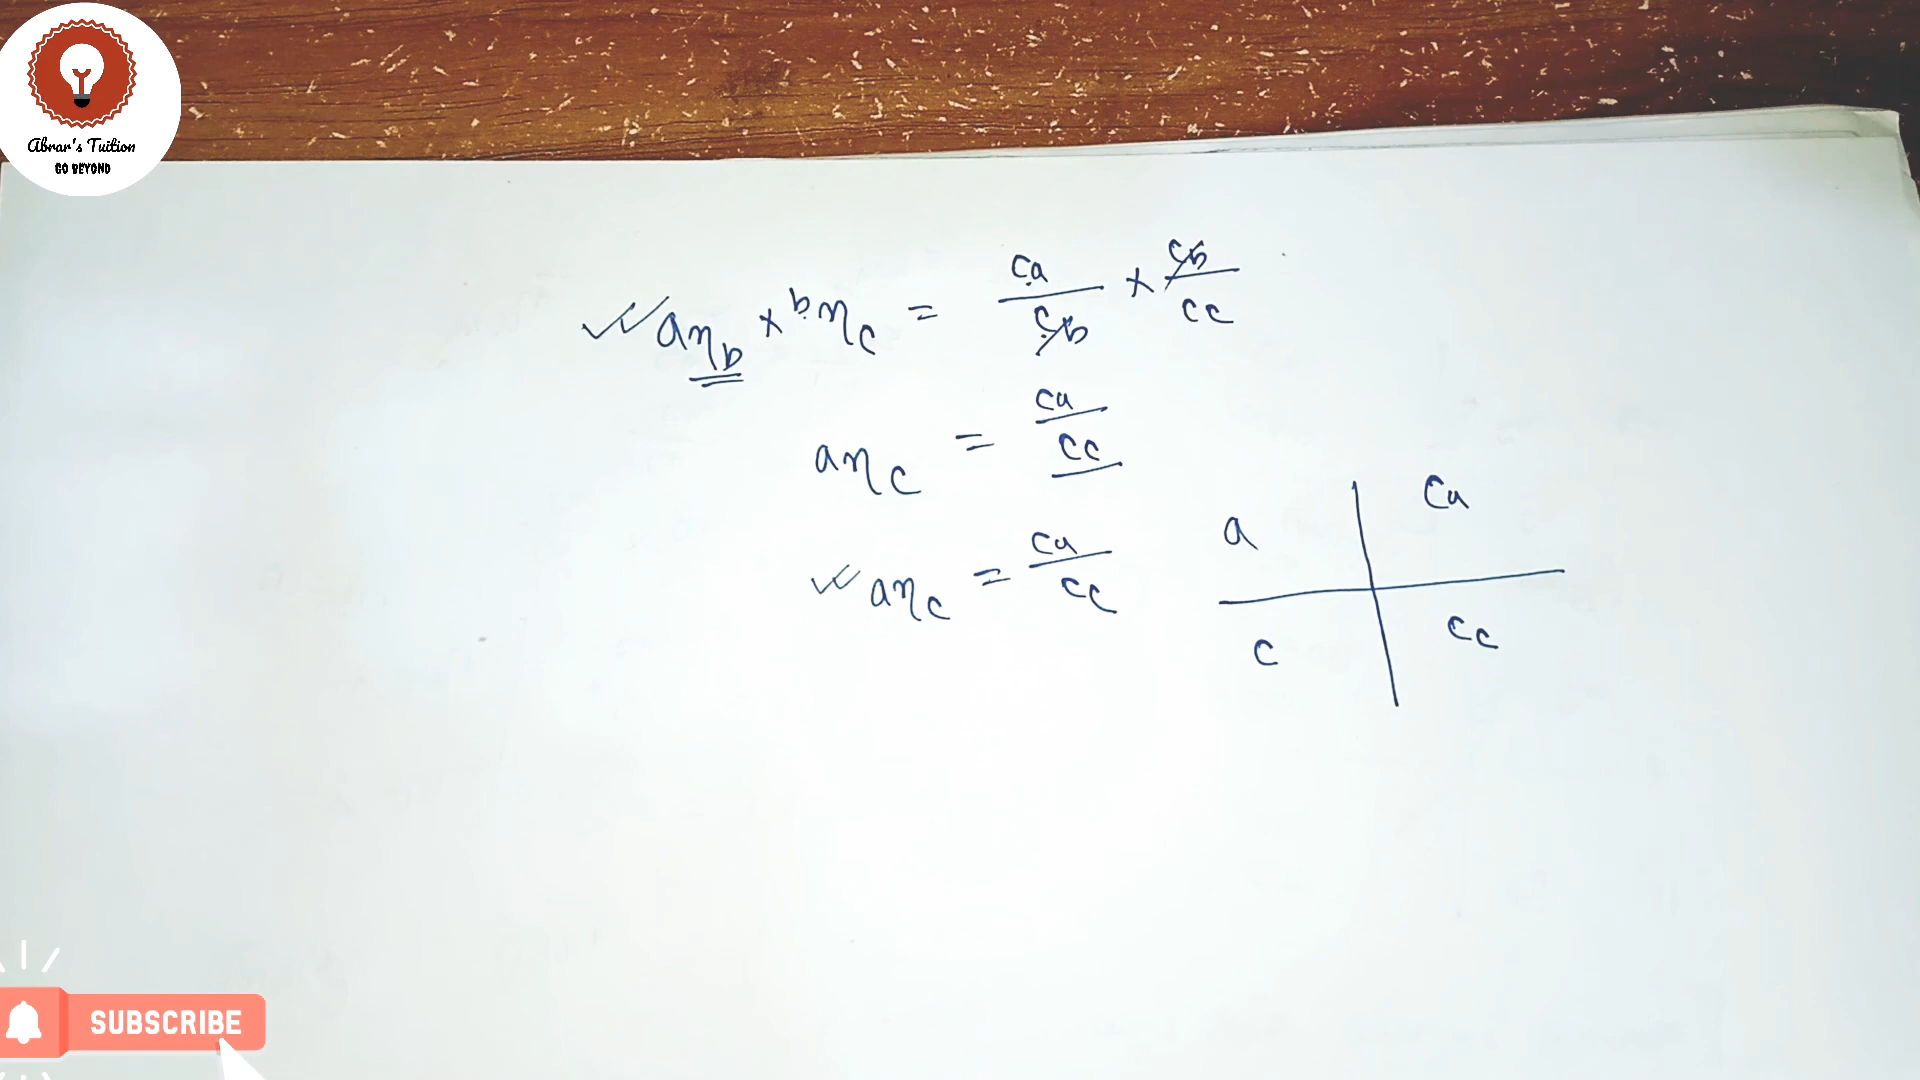 Abrar's Tuition
GO BEYOND
aηb × bηc = ca/cb × cb/cc
aηc = ca/cc
aηc = ca/cc
a ca
c cc
SUBSCRIBE